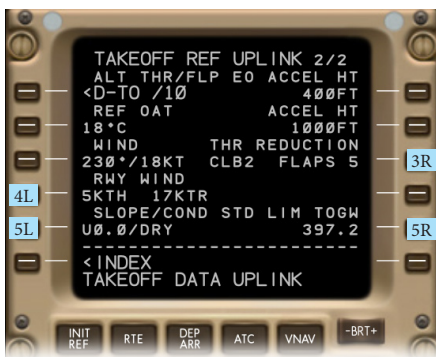 TAKEOFF REF UPLINK 2/2
ALT THR/FLP EO ACCEL HT
<D-TO /10 400FT
REF OAT ACCEL HT
18°C 1000FT
WIND THR REDUCTION
230°/18KT CLB2 FLAPS 5
3R
RWY WIND
4L
5KTH 17KTR
SLOPE/COND STD LIM TOGW
5L
U0.0/DRY 397.2
5R
------------------------
<INDEX
TAKEOFF DATA UPLINK
INIT REF
RTE
DEP ARR
ATC
VNAV
-BRT+